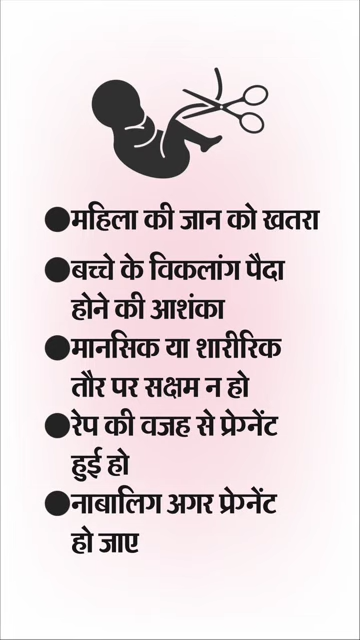 ●महिला की जान को खतरा
●बच्चे के विकलांग पैदा
होने की आशंका
●मानसिक या शारीरिक
तौर पर सक्षम न हो
●रेप की वजह से प्रेग्नेंट
हुई हो
●नाबालिग अगर प्रेग्नेंट
हो जाए